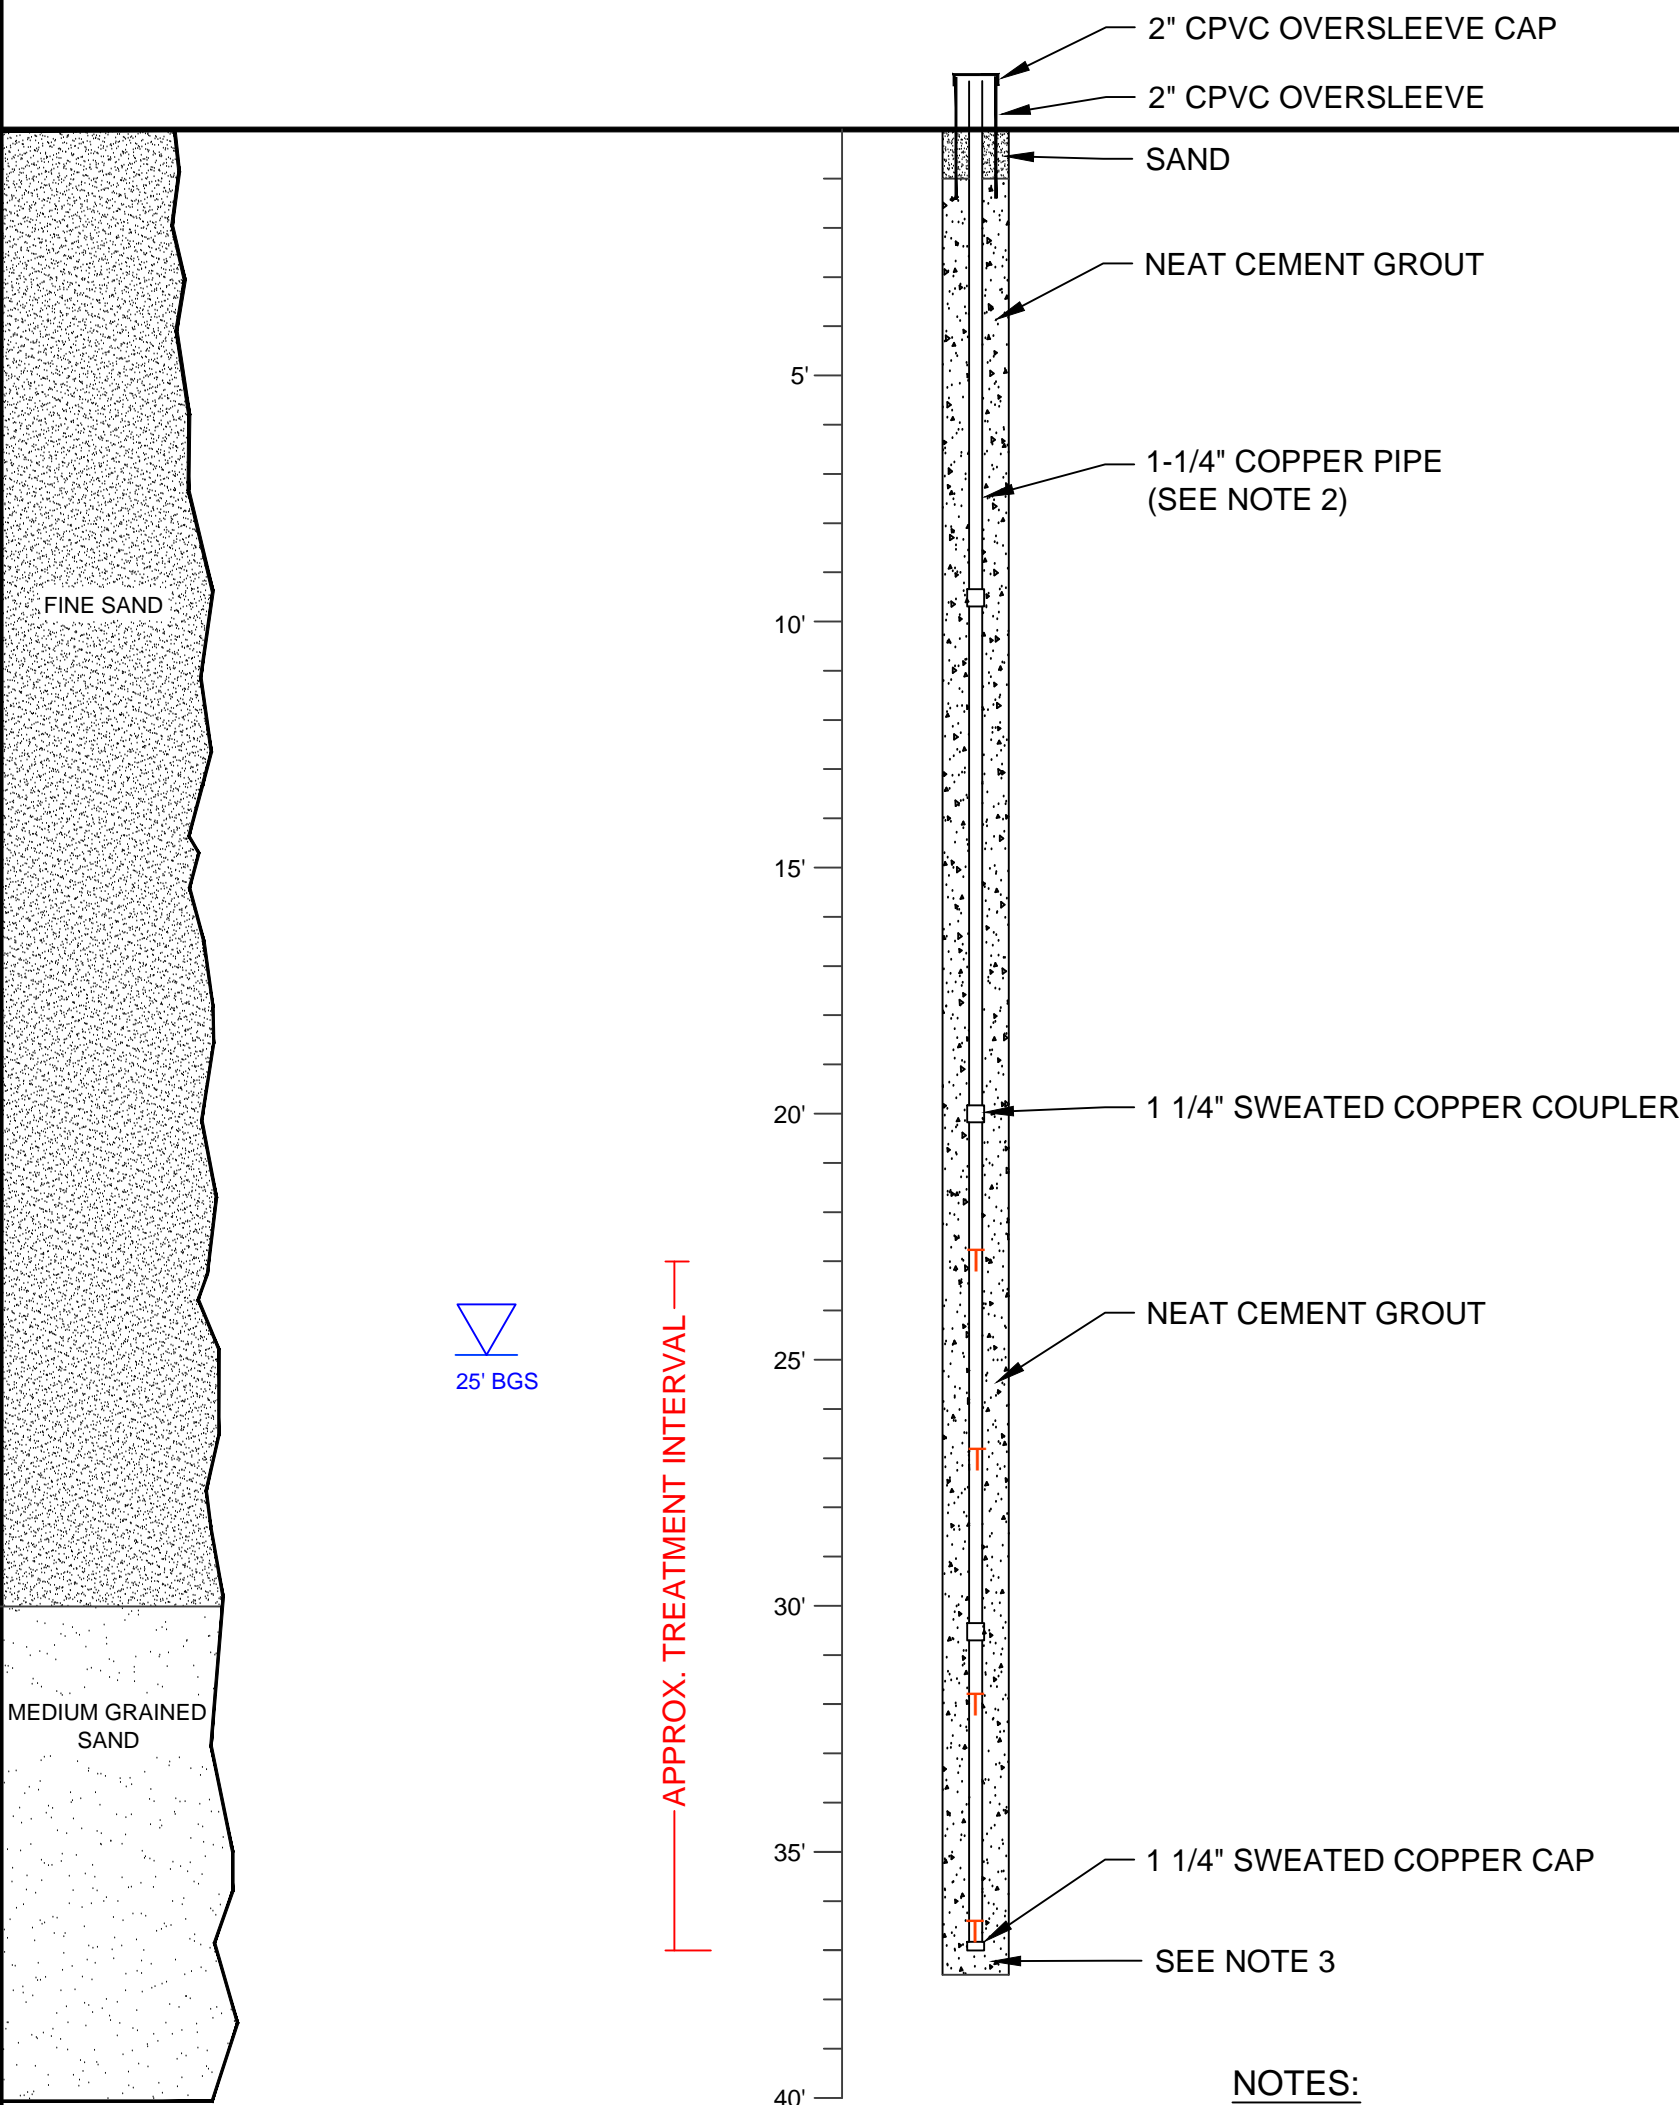 2" CPVC OVERSLEEVE CAP
2" CPVC OVERSLEEVE
SAND
NEAT CEMENT GROUT
5'
1-1/4" COPPER PIPE
(SEE NOTE 2)
FINE SAND
10'
15'
20'
1 1/4" SWEATED COPPER COUPLER
T
NEAT CEMENT GROUT
25'
25' BGS
APPROX. TREATMENT INTERVAL
T
30'
T
MEDIUM GRAINED
SAND
35'
1 1/4" SWEATED COPPER CAP
T
SEE NOTE 3
NOTES:
40'